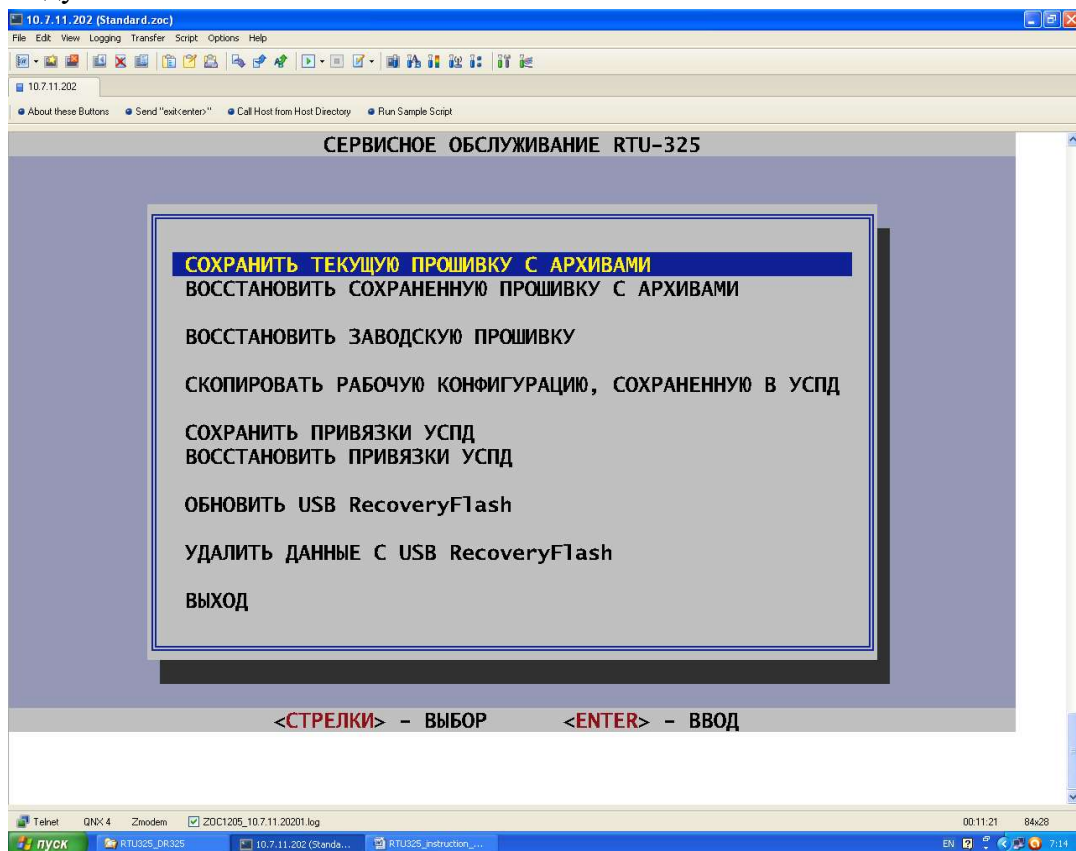 10.7.11.202 (Standard.zoc)
File Edit View Logging Transfer Script Options Help
10.7.11.202
About these Buttons Send "exit<enter>" Call Host from Host Directory Run Sample Script
СЕРВИСНОЕ ОБСЛУЖИВАНИЕ RTU-325
СОХРАНИТЬ ТЕКУЩУЮ ПРОШИВКУ С АРХИВАМИ
ВОССТАНОВИТЬ СОХРАНЕННУЮ ПРОШИВКУ С АРХИВАМИ
ВОССТАНОВИТЬ ЗАВОДСКУЮ ПРОШИВКУ
СКОПИРОВАТЬ РАБОЧУЮ КОНФИГУРАЦИЮ, СОХРАНЕННУЮ В УСПД
СОХРАНИТЬ ПРИВЯЗКИ УСПД
ВОССТАНОВИТЬ ПРИВЯЗКИ УСПД
ОБНОВИТЬ USB RecoveryFlash
УДАЛИТЬ ДАННЫЕ С USB RecoveryFlash
ВЫХОД
<СТРЕЛКИ> - ВЫБОР <ENTER> - ВВОД
Telnet QNX 4 Zmodem ZOC1205_10.7.11.20201.log 00:11:21 84x28
пуск RTU325_DR325 10.7.11.202 (Standa... RTU325_instruction_... EN 7:14